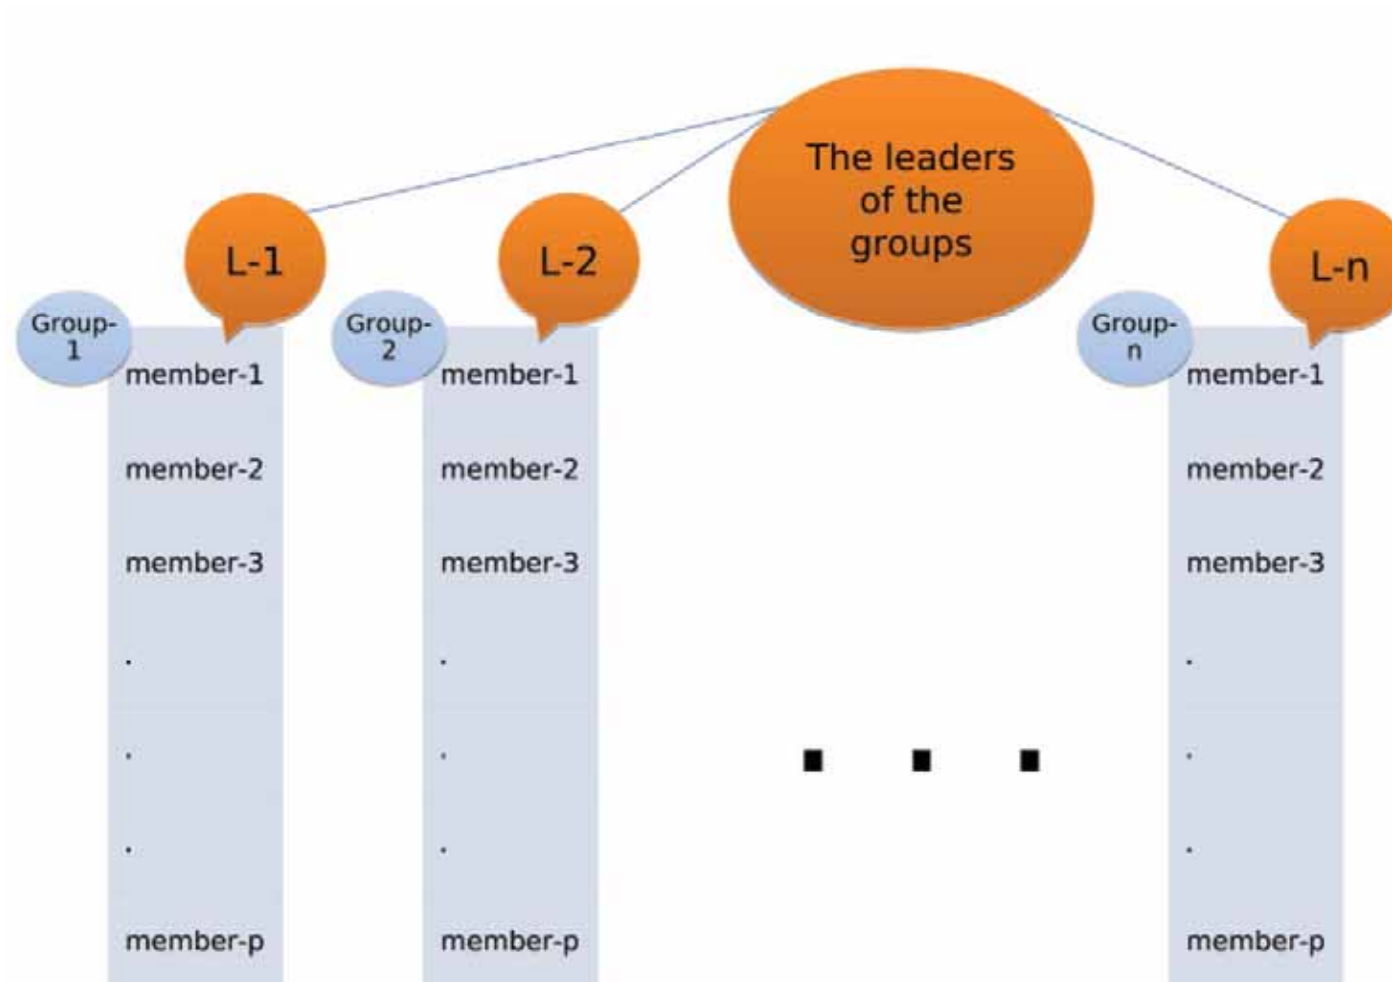 The leaders
of the
groups
L-1
L-2
L-n
Group-
1
member-1
member-2
member-3
.
.
.
member-p
Group-
2
member-1
member-2
member-3
.
.
.
member-p
. . .
Group-
n
member-1
member-2
member-3
.
.
.
member-p